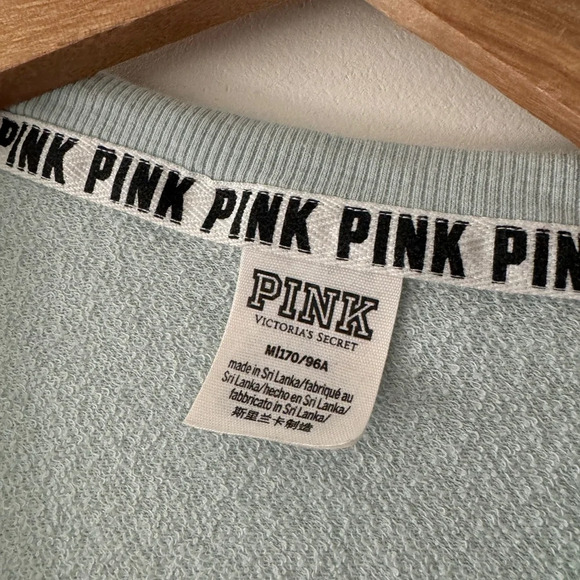 PINK PINK PINK PINK PIN
PINK
VICTORIA'S SECRET
M|170/96A
made in Sri Lanka/fabriqué au
Sri Lanka/hecho en Sri Lanka/
fabbricato in Sri Lanka/
斯里兰卡制造